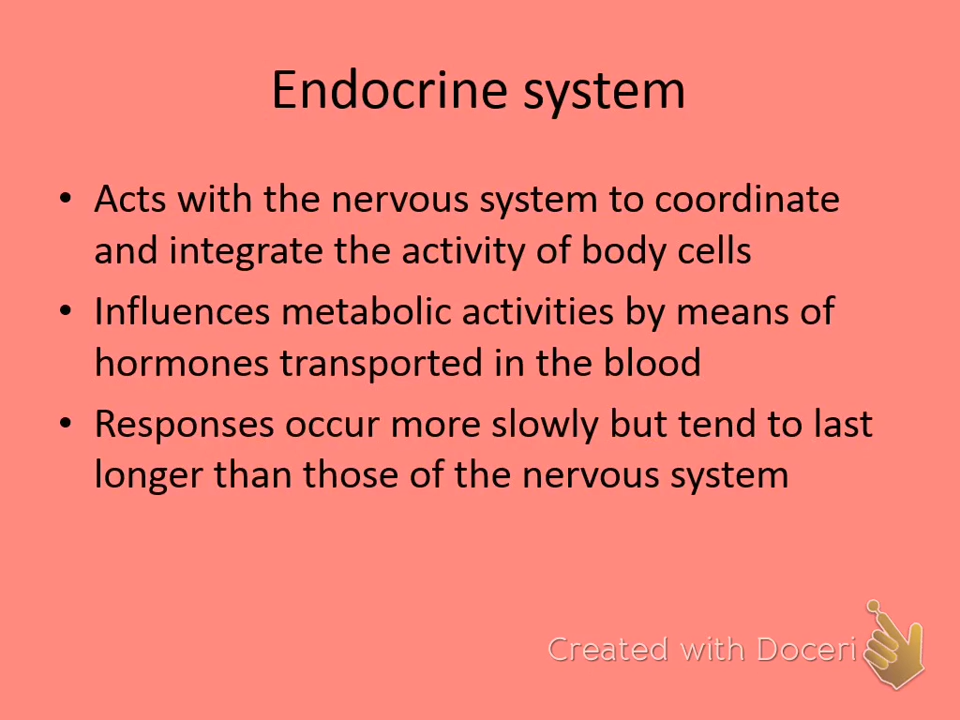 Endocrine system
• Acts with the nervous system to coordinate
and integrate the activity of body cells
• Influences metabolic activities by means of
hormones transported in the blood
• Responses occur more slowly but tend to last
longer than those of the nervous system
Created with Doceri